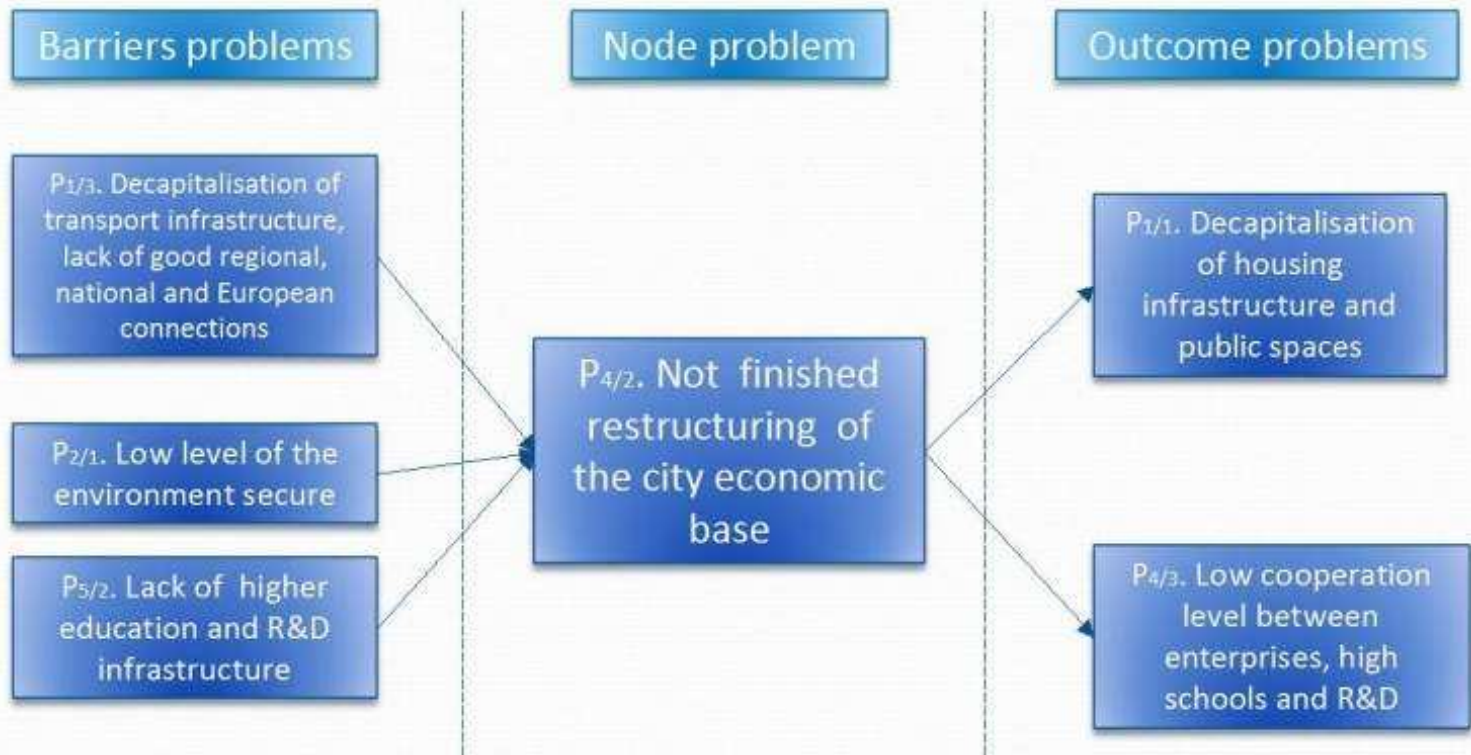 Barriers problems
Node problem
Outcome problems
P1/3. Decapitalisation of
transport infrastructure,
lack of good regional,
national and European
connections
P2/1. Low level of the
environment secure
P5/2. Lack of higher
education and R&D
infrastructure
P4/2. Not finished
restructuring of
the city economic
base
P1/1. Decapitalisation
of housing
infrastructure and
public spaces
P4/3. Low cooperation
level between
enterprises, high
schools and R&D